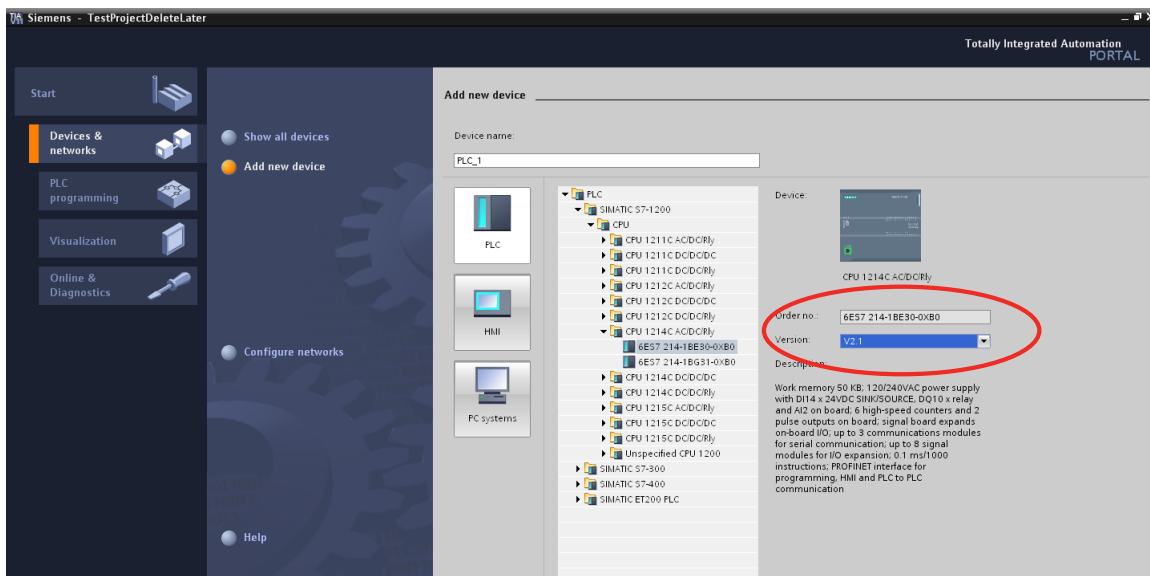 Siemens - TestProjectDeleteLater
Totally Integrated Automation
PORTAL
Start
Devices &
networks
PLC
programming
Visualization
Online &
Diagnostics
Show all devices
Add new device
Configure networks
Help
Add new device
Device name:
PLC_1
PLC
HMI
PC systems
PLC
SIMATIC S7-1200
CPU
CPU 1211C AC/DC/Rly
CPU 1211C DC/DC/DC
CPU 1211C DC/DC/Rly
CPU 1212C AC/DC/Rly
CPU 1212C DC/DC/DC
CPU 1212C DC/DC/Rly
CPU 1214C AC/DC/Rly
6ES7 214-1BE30-0XB0
6ES7 214-1BG31-0XB0
CPU 1214C DC/DC/DC
CPU 1214C DC/DC/Rly
CPU 1215C AC/DC/Rly
CPU 1215C DC/DC/DC
CPU 1215C DC/DC/Rly
Unspecified CPU 1200
SIMATIC S7-300
SIMATIC S7-400
SIMATIC ET200 PLC
Device:
CPU 1214C AC/DC/Rly
Order no.: 6ES7 214-1BE30-0XB0
Version: V2.1
Description:
Work memory 50 KB; 120/240VAC power supply
with DI14 x 24VDC SINK/SOURCE, DQ10 x relay
and AI2 on board; 6 high-speed counters and 2
pulse outputs on board; signal board expands
on-board I/O; up to 3 communications modules
for serial communication; up to 8 signal
modules for I/O expansion; 0.1 ms/1000
instructions; PROFINET interface for
programming, HMI and PLC to PLC
communication